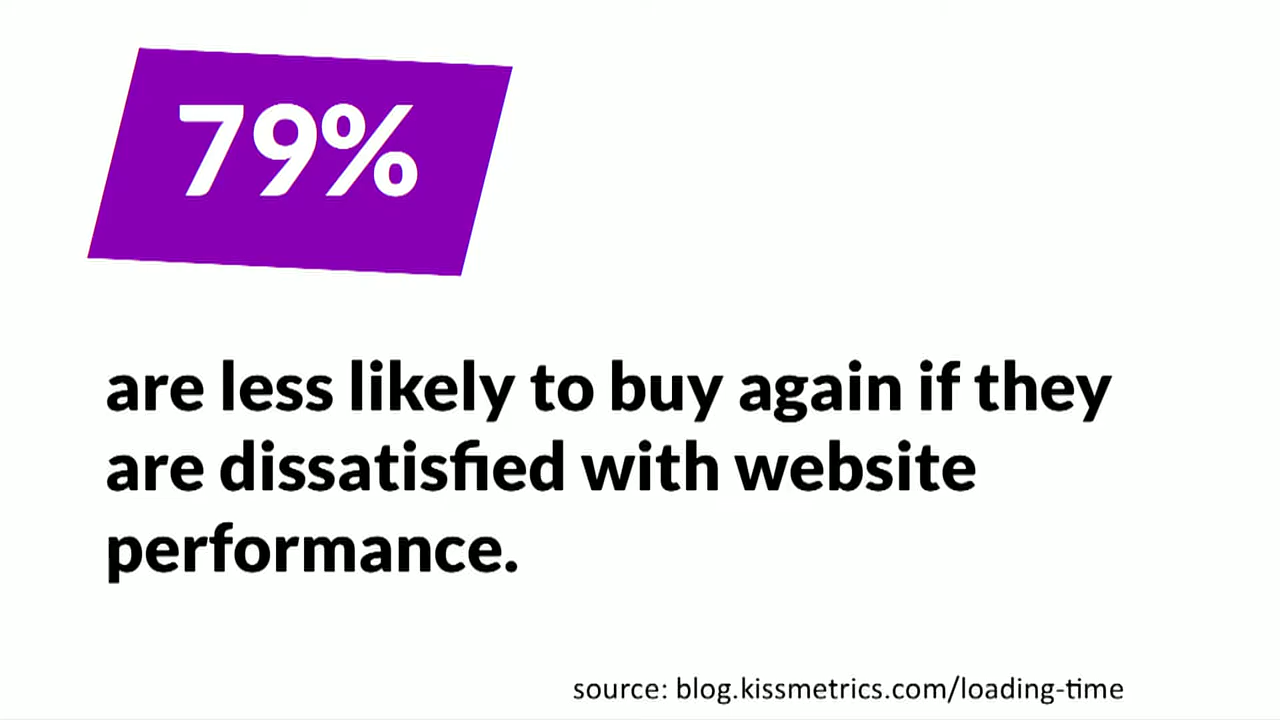 79%
are less likely to buy again if they
are dissatisfied with website
performance.
source: blog.kissmetrics.com/loading-time